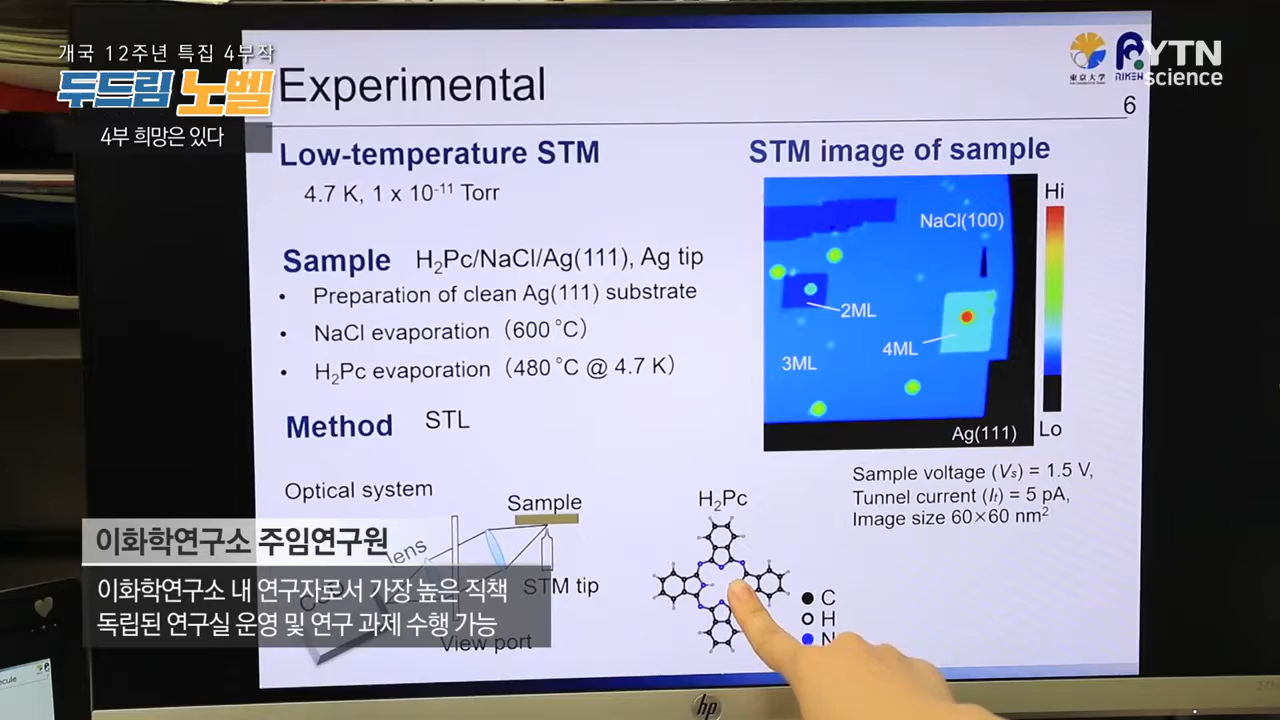 개국 12주년 특집 4부작
두드림 노벨
4부 희망은 있다
YTN
science
Experimental
東京大学
RIKEN
6
Low-temperature STM
4.7 K, 1 x 10⁻¹¹ Torr
Sample H₂Pc/NaCl/Ag(111), Ag tip
• Preparation of clean Ag(111) substrate
• NaCl evaporation (600 °C)
• H₂Pc evaporation (480 °C @ 4.7 K)
Method STL
STM image of sample
Hi
NaCl(100)
2ML
4ML
3ML
Ag(111)
Lo
Sample voltage (Vs) = 1.5 V,
Tunnel current (It) = 5 pA,
Image size 60×60 nm²
Optical system
Sample
lens
STM tip
View port
H₂Pc
C
H
N
이화학연구소 주임연구원
이화학연구소 내 연구자로서 가장 높은 직책
독립된 연구실 운영 및 연구 과제 수행 가능
hp